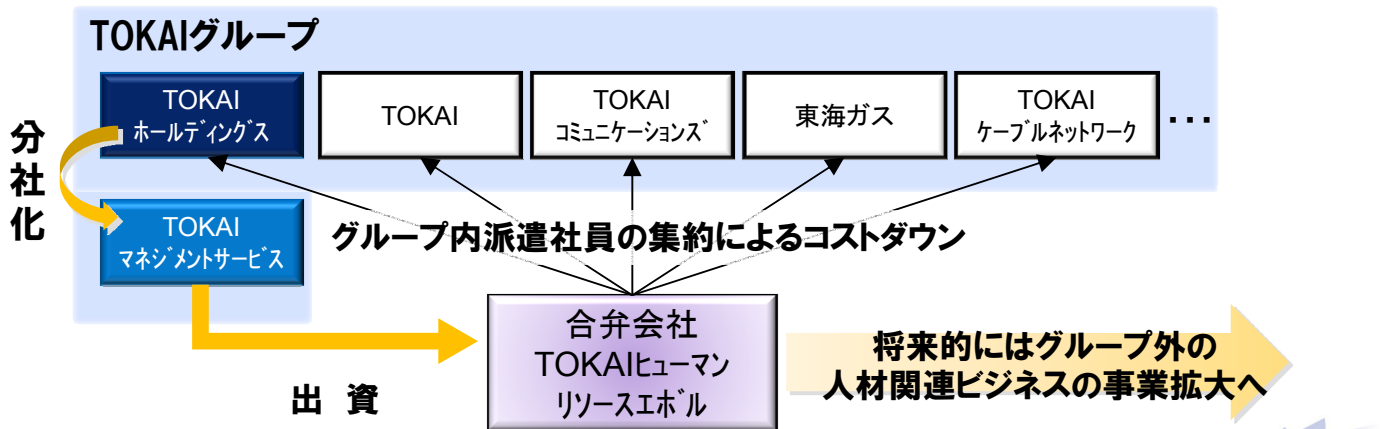 TOKAIグループ
TOKAI
ホールディングス
TOKAI
TOKAI
コミュニケーションズ
東海ガス
TOKAI
ケーブルネットワーク
・・・
分社化
TOKAI
マネジメントサービス
グループ内派遣社員の集約によるコストダウン
合弁会社
TOKAIヒューマン
リソースエボル
出 資
将来的にはグループ外の
人材関連ビジネスの事業拡大へ